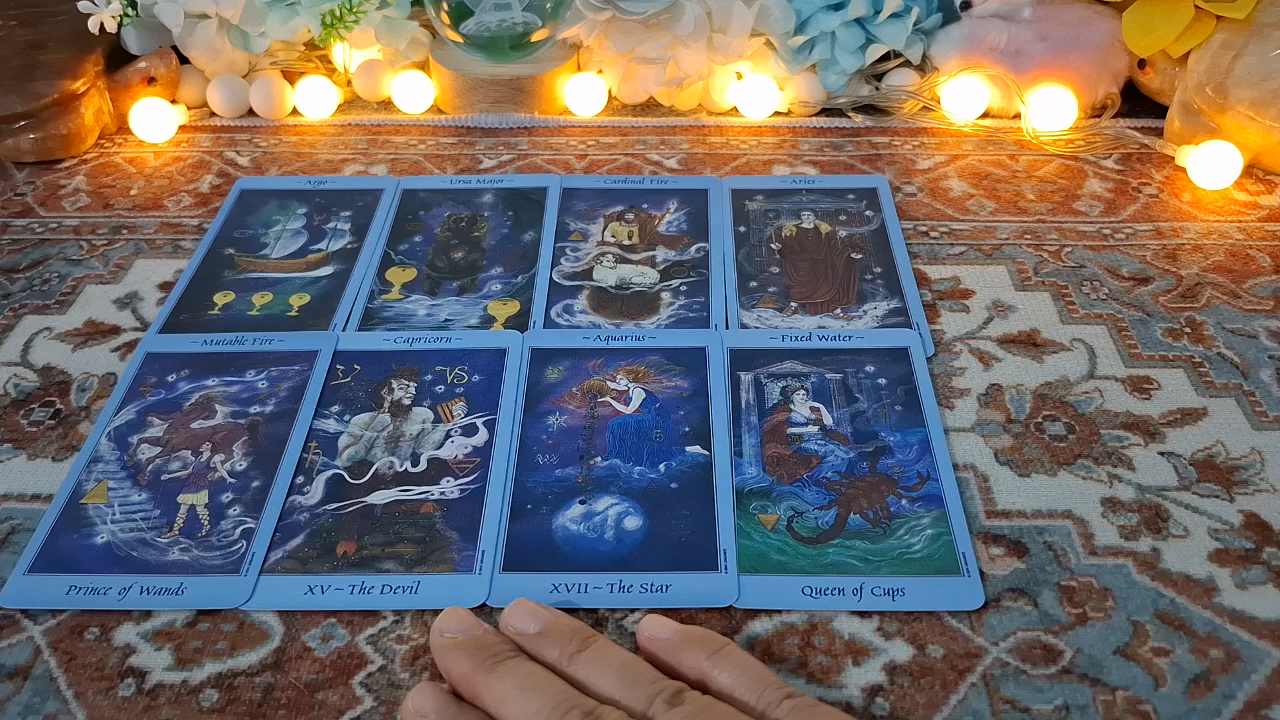 ~ Argo ~
~ Ursa Major ~
~ Cardinal Fire ~
~ Aries ~
~ Mutable Fire ~
~ Capricorn ~
~ Aquarius ~
~ Fixed Water ~
Prince of Wands
XV ~ The Devil
XVII ~ The Star
Queen of Cups